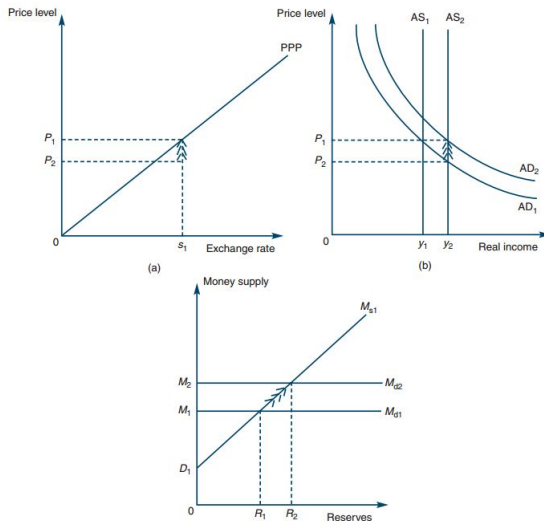 Price level
PPP
P1
P2
0
s1
Exchange rate
(a)
Price level
AS1
AS2
P1
P2
AD2
AD1
0
y1
y2
Real income
(b)
Money supply
Ms1
M2
Md2
M1
Md1
D1
0
R1
R2
Reserves